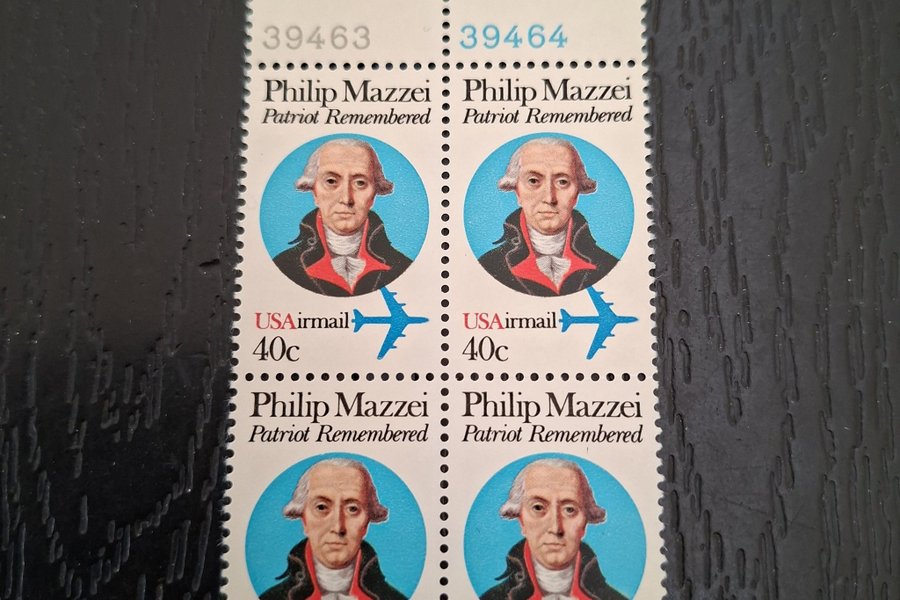 39463 39464
Philip Mazzei Philip Mazzei
Patriot Remembered Patriot Remembered
USAirmail USAirmail
40c 40c
Philip Mazzei Philip Mazzei
Patriot Remembered Patriot Remembered